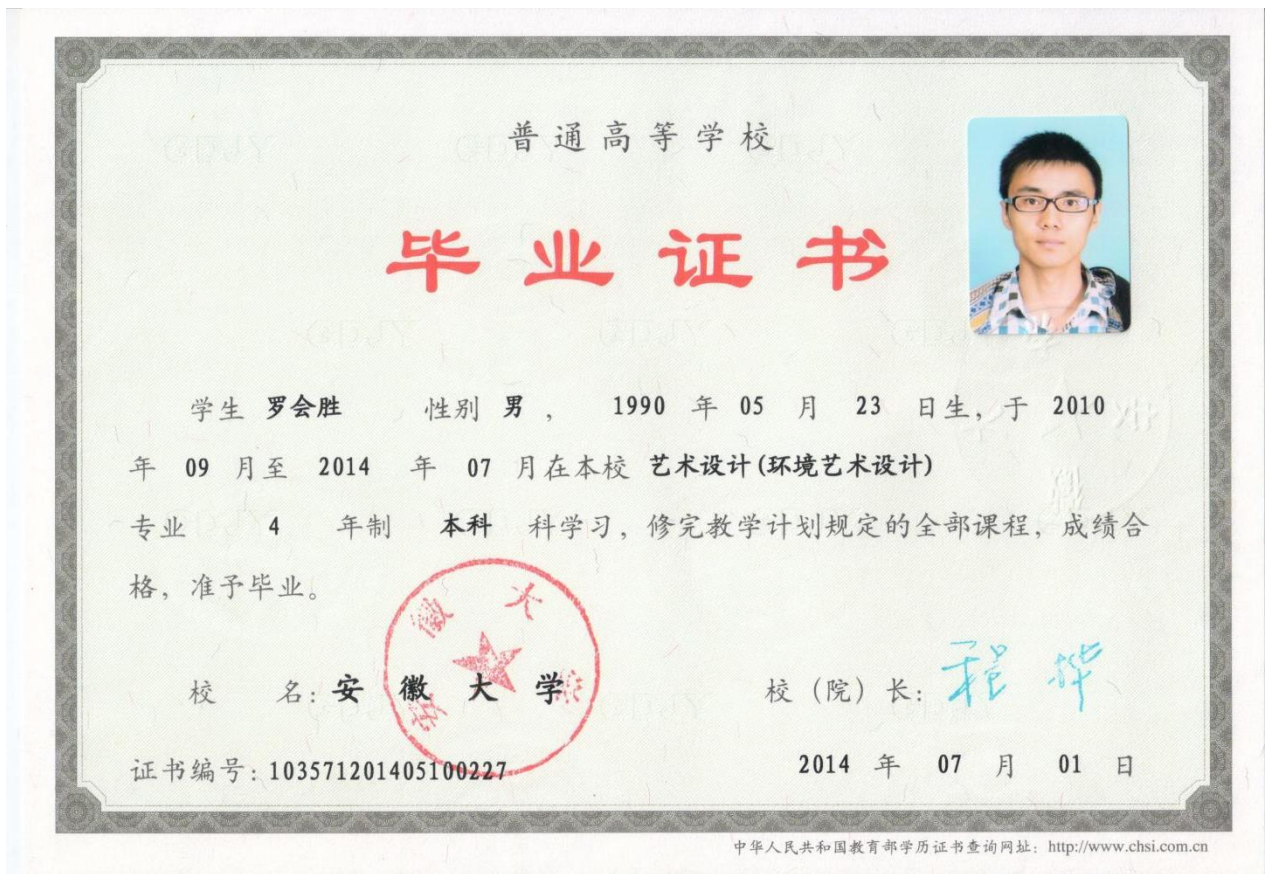 普通高等学校
毕业证书
学生 罗会胜 性别 男 , 1990 年 05 月 23 日生, 于 2010
年 09 月至 2014 年 07 月在本校 艺术设计(环境艺术设计)
专业 4 年制 本科 科学习, 修完教学计划规定的全部课程, 成绩合
格, 准予毕业。
安徽大学
校 名: 安徽大学 校 (院) 长: 程桦
证书编号: 103571201405100227 2014 年 07 月 01 日
中华人民共和国教育部学历证书查询网址: http://www.chsi.com.cn